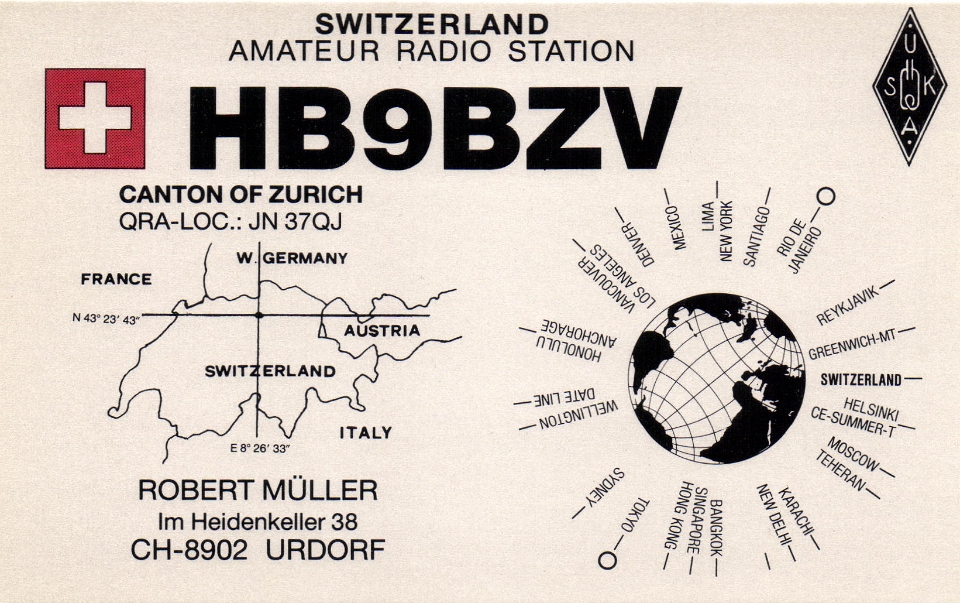 SWITZERLAND
AMATEUR RADIO STATION
HB9BZV
U
S K
A
CANTON OF ZURICH
QRA-LOC.: JN 37QJ
W. GERMANY
FRANCE
N 43° 23' 43"
AUSTRIA
SWITZERLAND
ITALY
E 8° 26' 33"
ROBERT MÜLLER
Im Heidenkeller 38
CH-8902 URDORF
HONOLULU
ANCHORAGE
VANCOUVER
LOS ANGELES
DENVER
MEXICO
LIMA
NEW YORK
SANTIAGO
RIO DE
JANEIRO
REYKJAVIK
GREENWICH-MT
SWITZERLAND
HELSINKI
CE-SUMMER-T
MOSCOW
TEHERAN
KARACHI
NEW DELHI
BANGKOK
SINGAPORE
HONG KONG
TOKYO
SYDNEY
WELLINGTON
DATE LINE